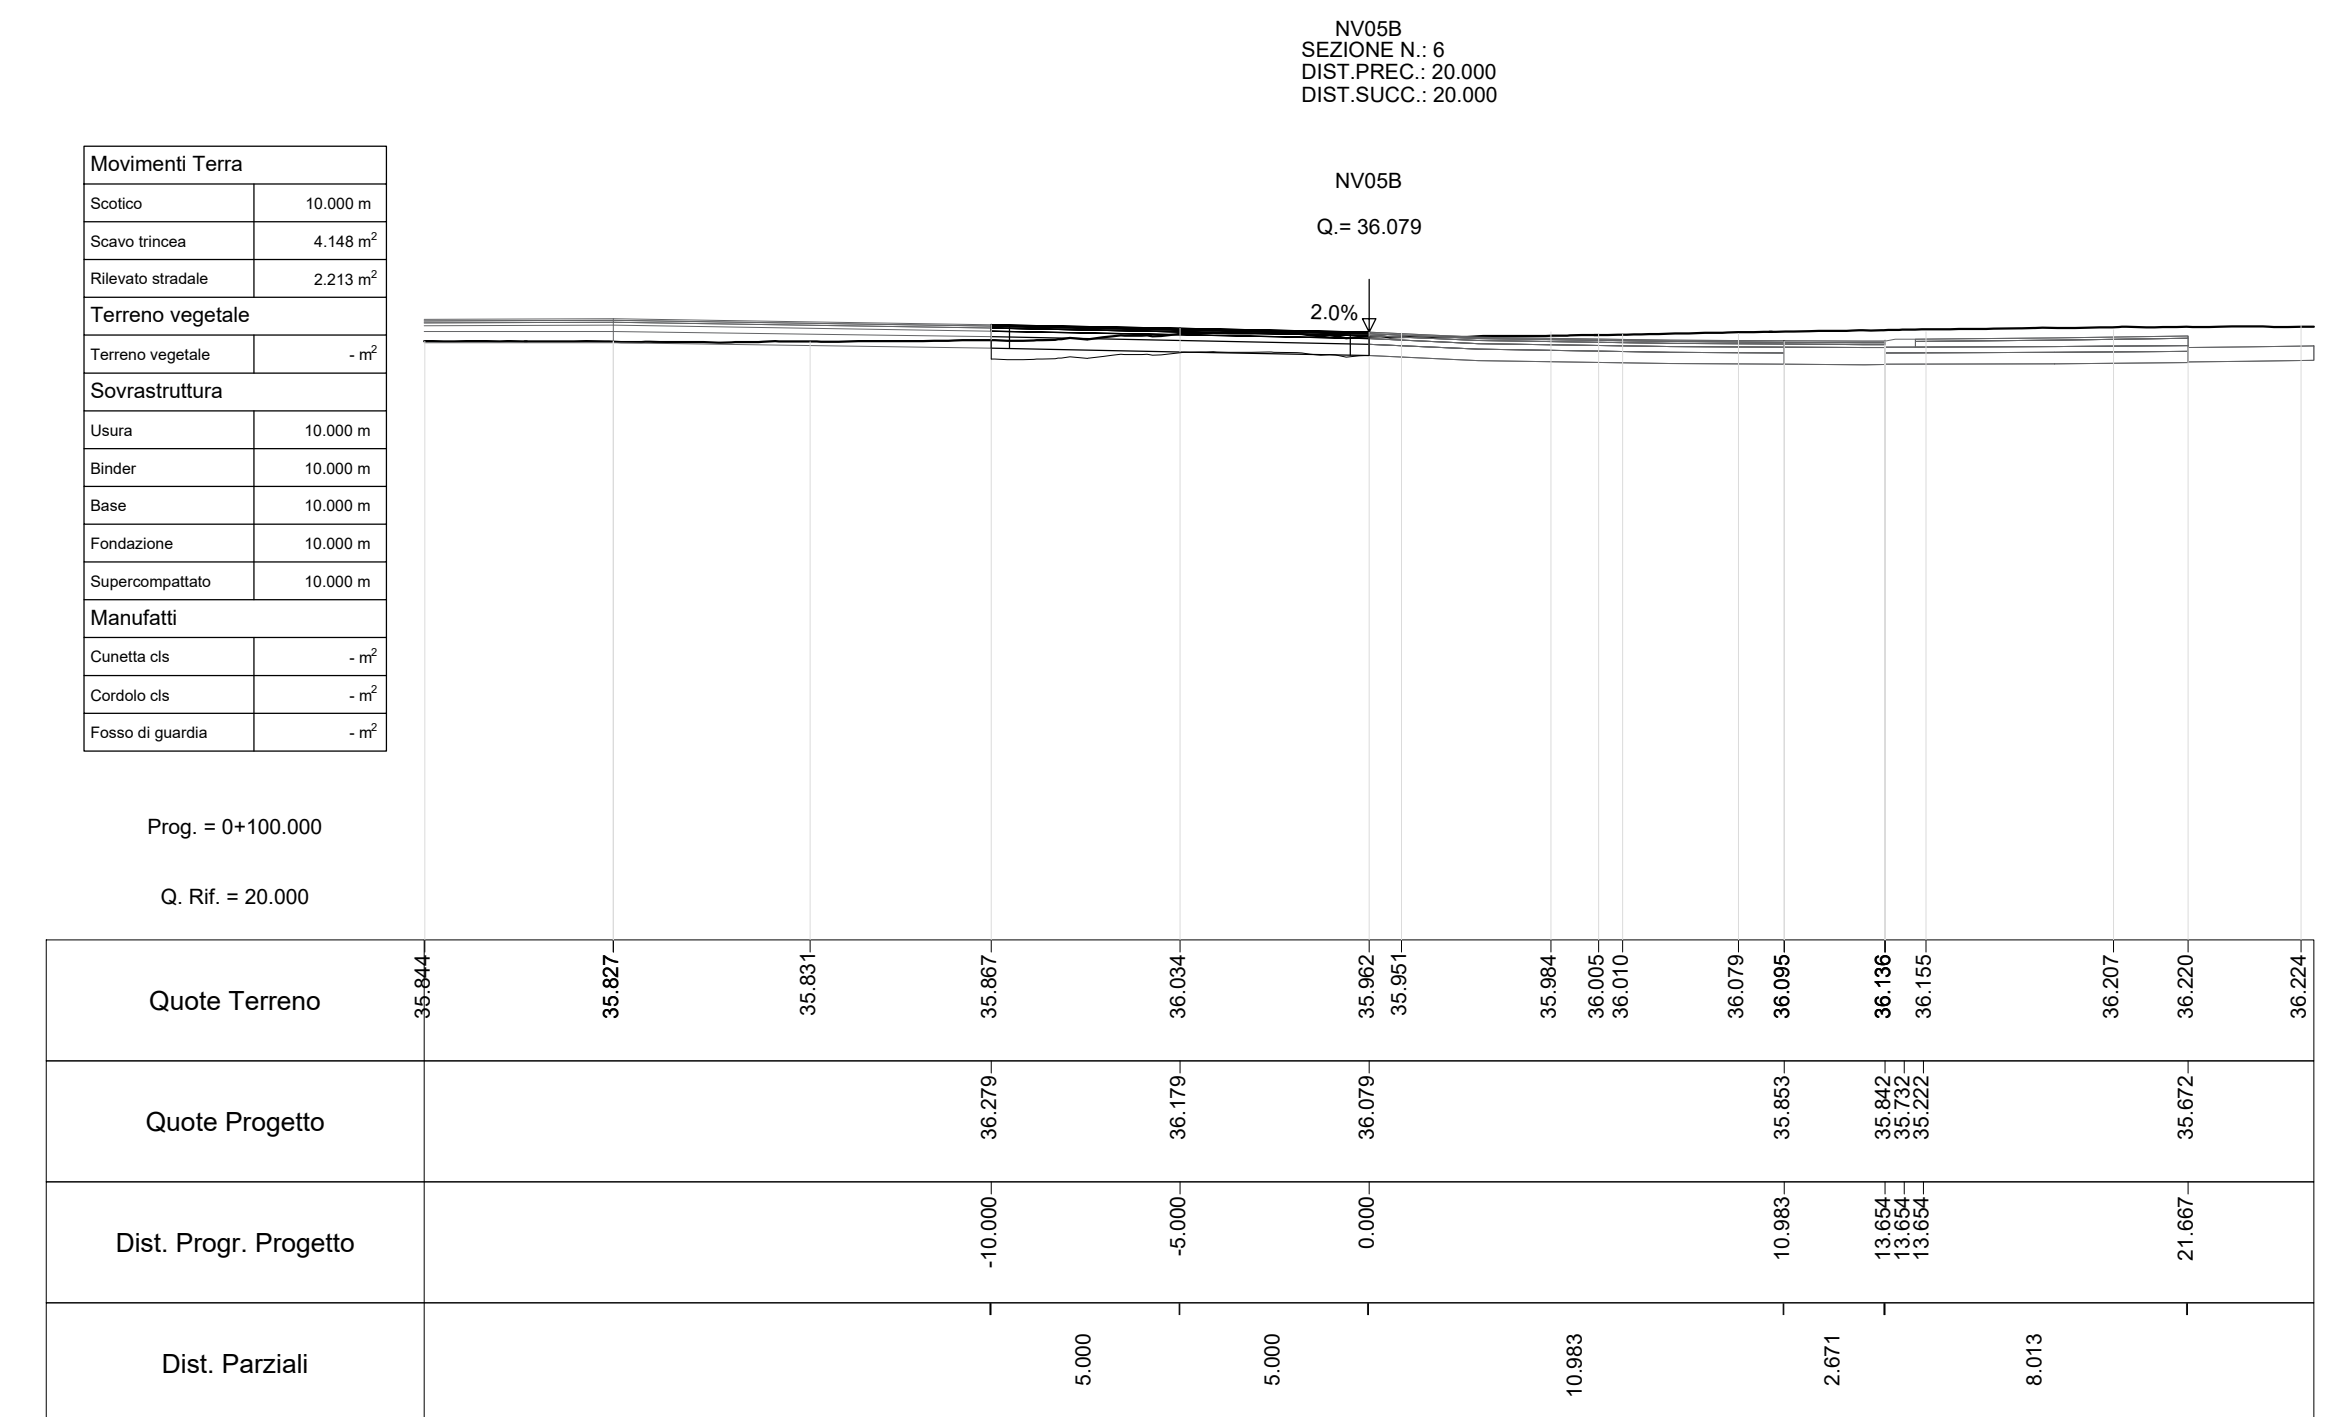 NV05B
SEZIONE N.: 6
DIST.PREC.: 20.000
DIST.SUCC.: 20.000
NV05B
Q.= 36.079
2.0%
Movimenti Terra
Scotico 10.000 m
Scavo trincea 4.148 m²
Rilevato stradale 2.213 m²
Terreno vegetale
Terreno vegetale - m²
Sovrastruttura
Usura 10.000 m
Binder 10.000 m
Base 10.000 m
Fondazione 10.000 m
Supercompattato 10.000 m
Manufatti
Cunetta cls - m²
Cordolo cls - m²
Fosso di guardia - m²
Prog. = 0+100.000
Q. Rif. = 20.000
Quote Terreno 35.844 35.827 35.831 35.867 36.034 35.962 35.951 35.984 36.005 36.010 36.079 36.095 36.136 36.155 36.207 36.220 36.224
Quote Progetto 36.279 36.179 36.079 35.853 35.842 35.732 35.222 35.672
Dist. Progr. Progetto -10.000 -5.000 0.000 10.983 13.654 13.654 13.654 21.667
Dist. Parziali 5.000 5.000 10.983 2.671 8.013